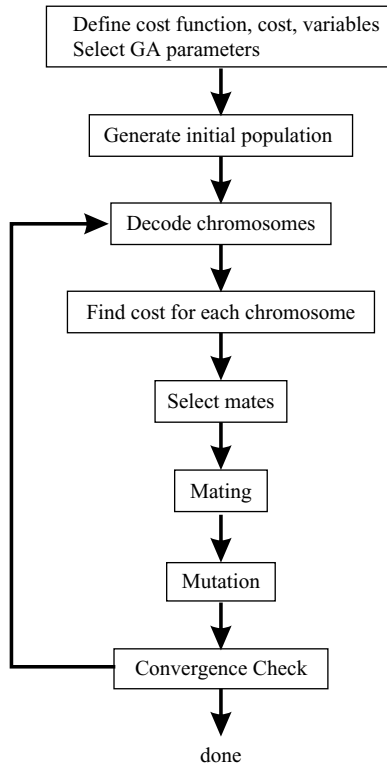 Define cost function, cost, variables
Select GA parameters
Generate initial population
Decode chromosomes
Find cost for each chromosome
Select mates
Mating
Mutation
Convergence Check
done